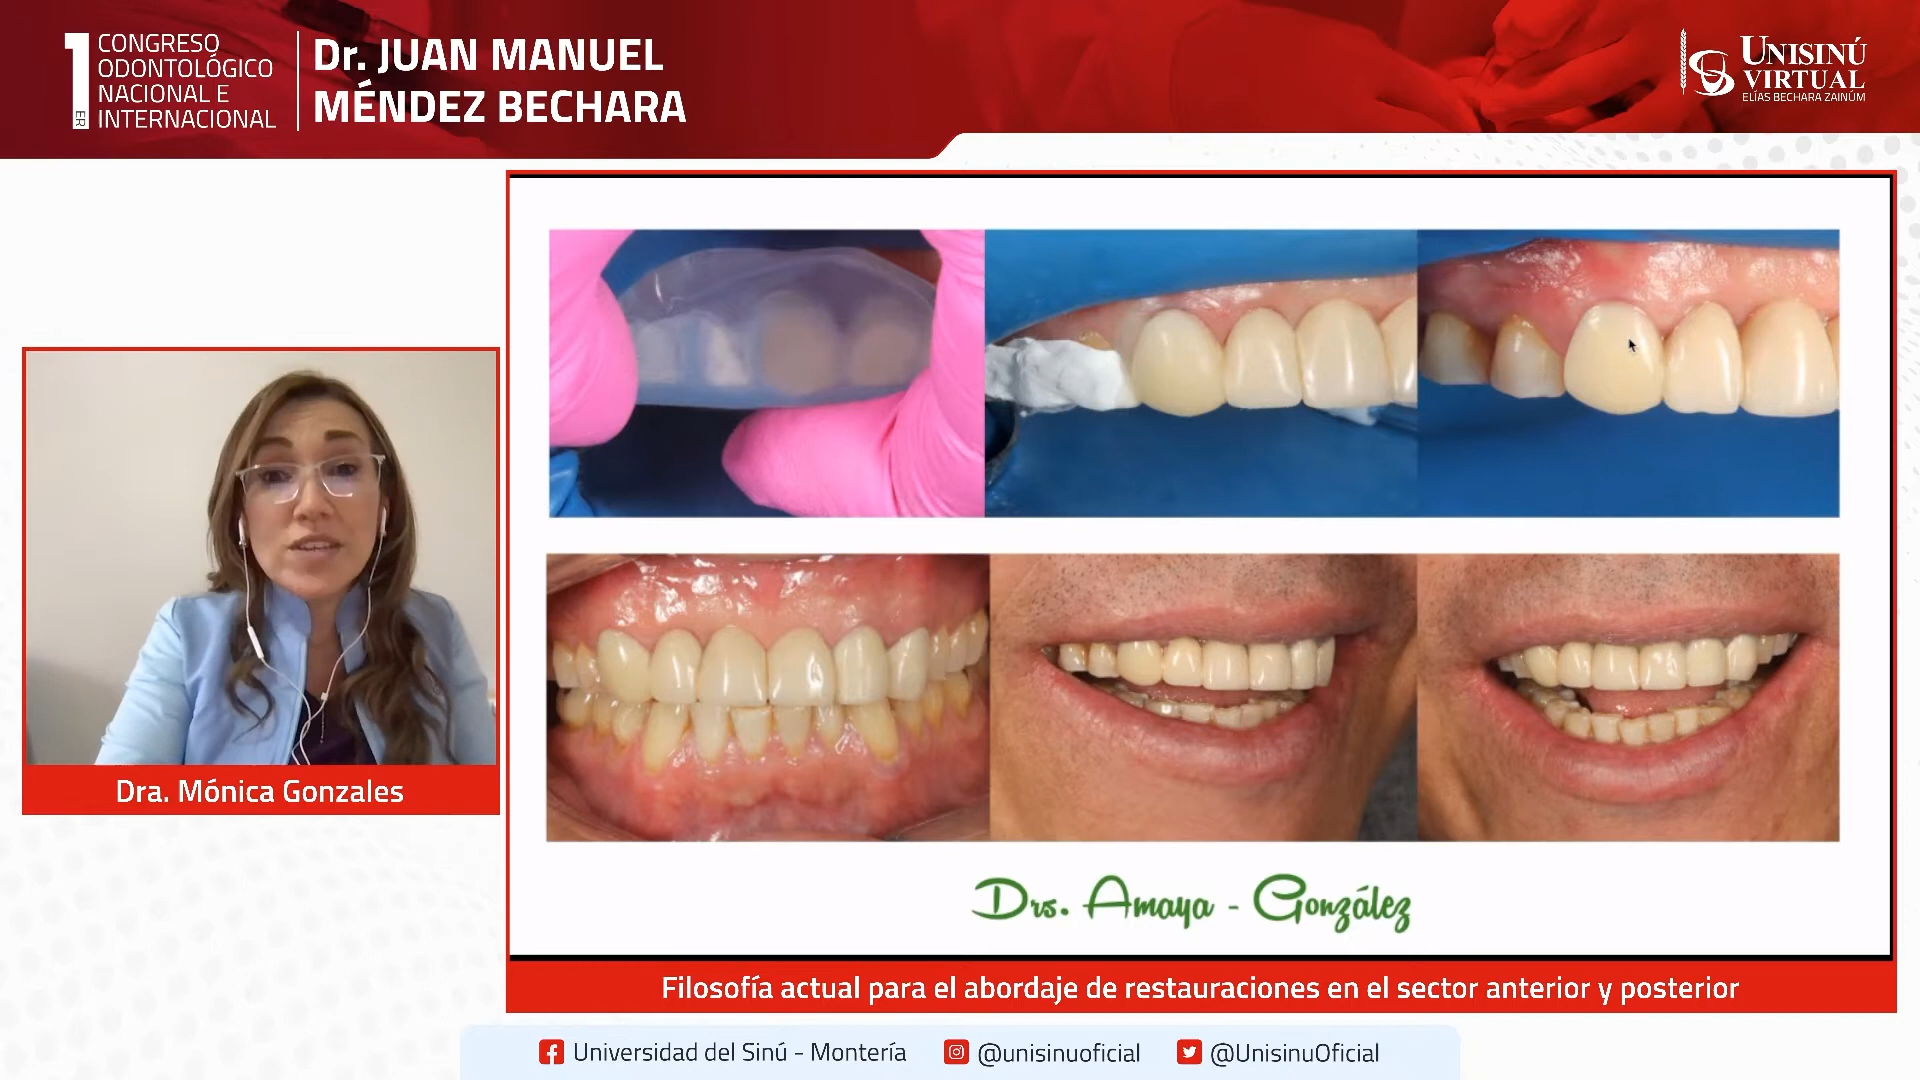 1ER
CONGRESO
ODONTOLÓGICO
NACIONAL E
INTERNACIONAL
Dr. JUAN MANUEL
MÉNDEZ BECHARA
UNISINÚ
VIRTUAL
ELÍAS BECHARA ZAINÚM
Dra. Mónica Gonzales
Drs. Amaya - González
Filosofía actual para el abordaje de restauraciones en el sector anterior y posterior
Universidad del Sinú - Montería
@unisinuoficial
@UnisinuOficial